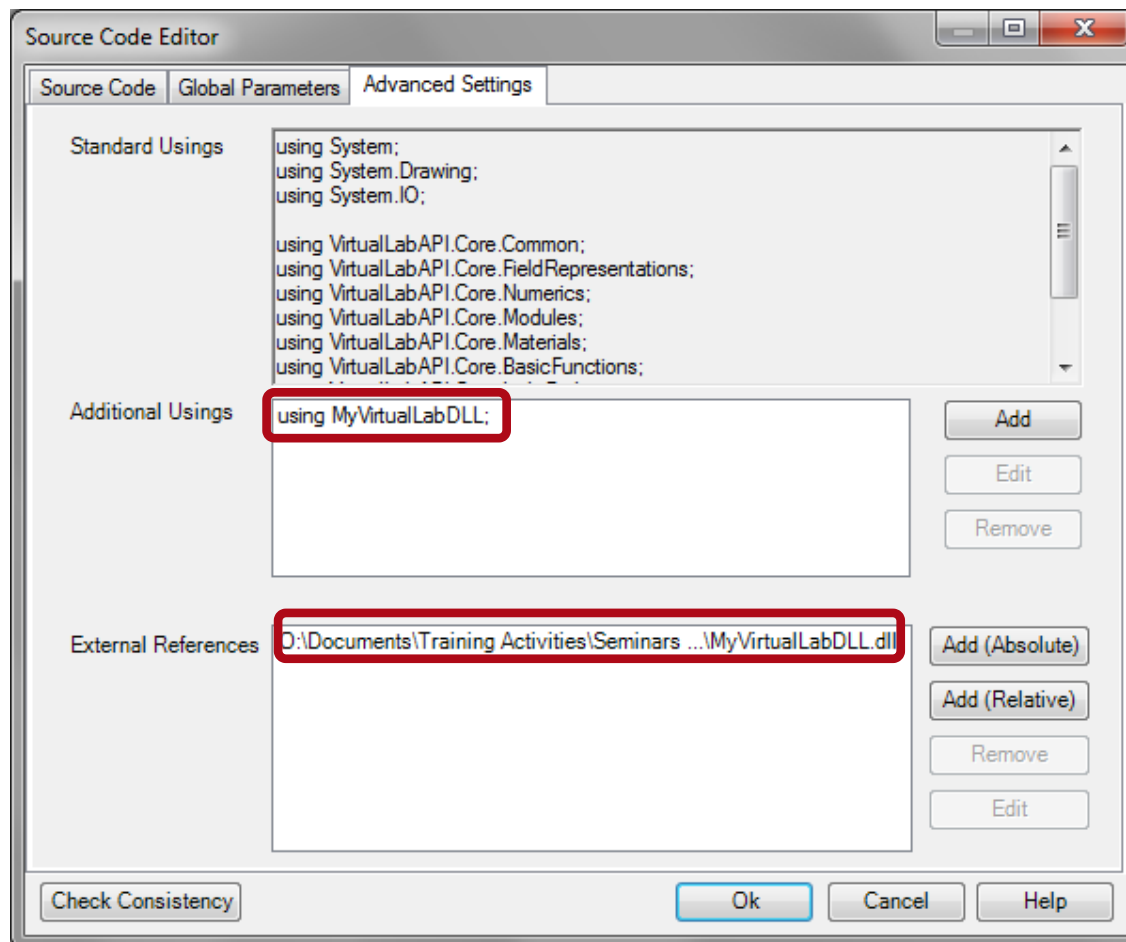 Source Code Editor
Source Code Global Parameters Advanced Settings
Standard Usings
using System;
using System.Drawing;
using System.IO;
using VirtualLabAPI.Core.Common;
using VirtualLabAPI.Core.FieldRepresentations;
using VirtualLabAPI.Core.Numerics;
using VirtualLabAPI.Core.Modules;
using VirtualLabAPI.Core.Materials;
using VirtualLabAPI.Core.BasicFunctions;
Additional Usings
using MyVirtualLabDLL;
Add
Edit
Remove
External References
O:\Documents\Training Activities\Seminars ...\MyVirtualLabDLL.dll
Add (Absolute)
Add (Relative)
Remove
Edit
Check Consistency Ok Cancel Help